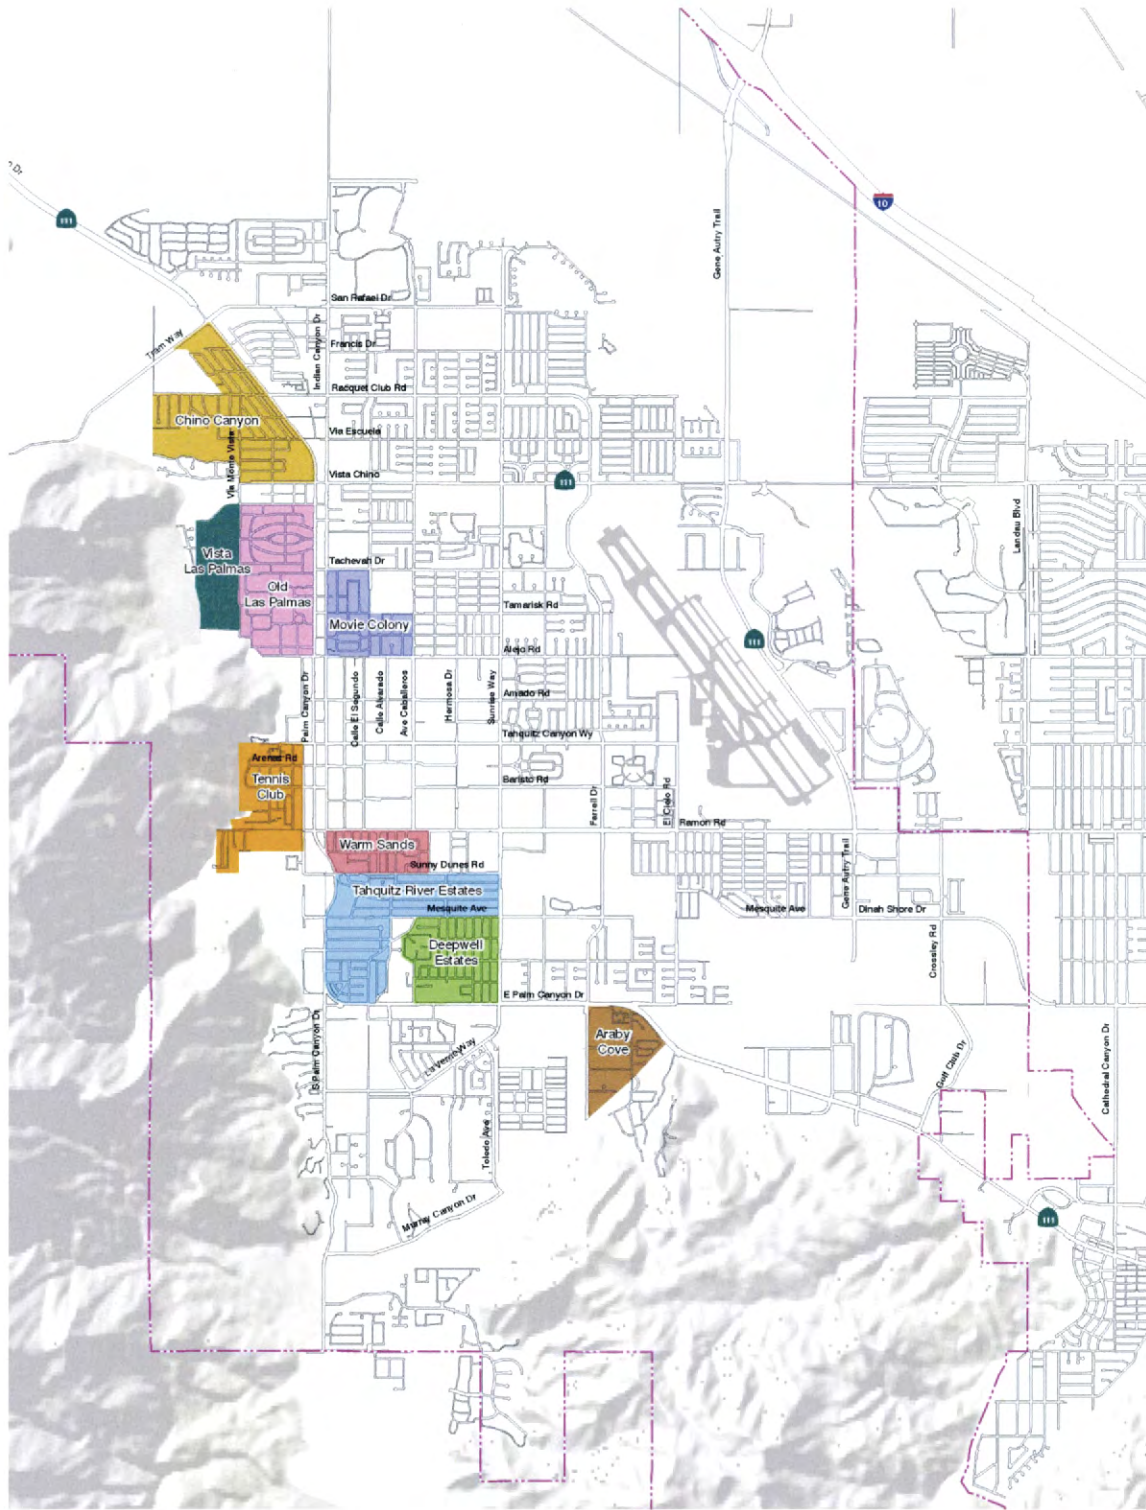 Dr
111
10
Gene Autry Trail
San Rafael Dr
Tram Way
Indian Canyon Dr
Francis Dr
Racquet Club Rd
Chino Canyon
Via Escuela
Via Monte Vista
Vista Chino
111
Landau Blvd
Vista
Las Palmas
Tachevah Dr
Old
Las Palmas
Tamarisk Rd
Movie Colony
111
Alejo Rd
Palm Canyon Dr
Calle El Segundo
Calle Alvarado
Ave Caballeros
Hermosa Dr
Sunrise Way
Amado Rd
Tahquitz Canyon Wy
Arenas Rd
Tennis
Club
Baristo Rd
Farrell Dr
El Cielo Rd
Ramon Rd
Warm Sands
Sunny Dunes Rd
Gene Autry Trail
Tahquitz River Estates
Mesquite Ave
Mesquite Ave
Dinah Shore Dr
Deepwell
Estates
Crossley Rd
E Palm Canyon Dr
S Palm Canyon Dr
Araby
Cove
La Verne Way
Golf Club Dr
Cathedral Canyon Dr
Toledo Ave
Murray Canyon Dr
111